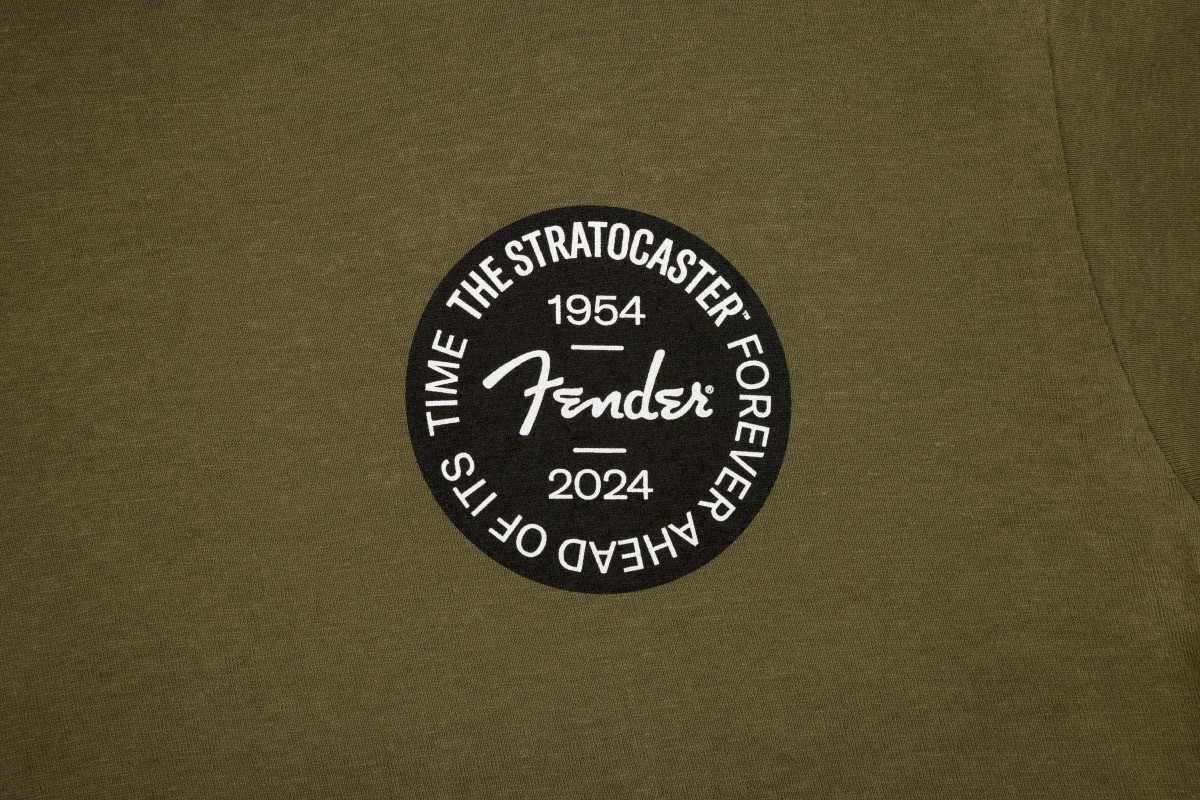 THE STRATOCASTER™ FOREVER AHEAD OF ITS TIME
1954
Fender®
2024